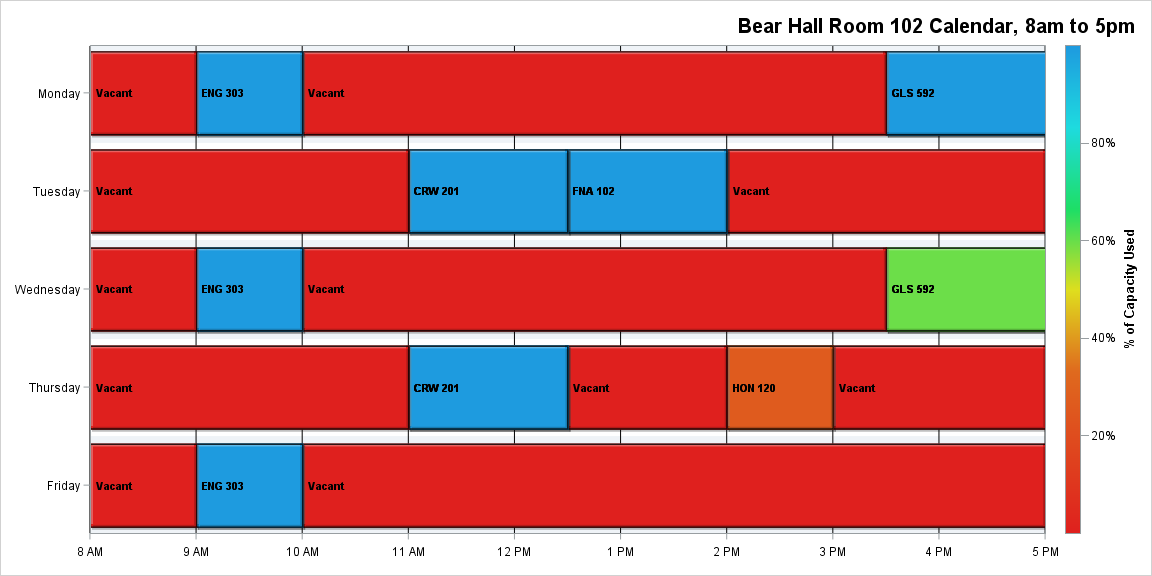 Bear Hall Room 102 Calendar, 8am to 5pm
Monday
Vacant
ENG 303
Vacant
GLS 592
Tuesday
Vacant
CRW 201
FNA 102
Vacant
Wednesday
Vacant
ENG 303
Vacant
GLS 592
Thursday
Vacant
CRW 201
Vacant
HON 120
Vacant
Friday
Vacant
ENG 303
Vacant
8 AM
9 AM
10 AM
11 AM
12 PM
1 PM
2 PM
3 PM
4 PM
5 PM
80%
60%
40%
20%
% of Capacity Used